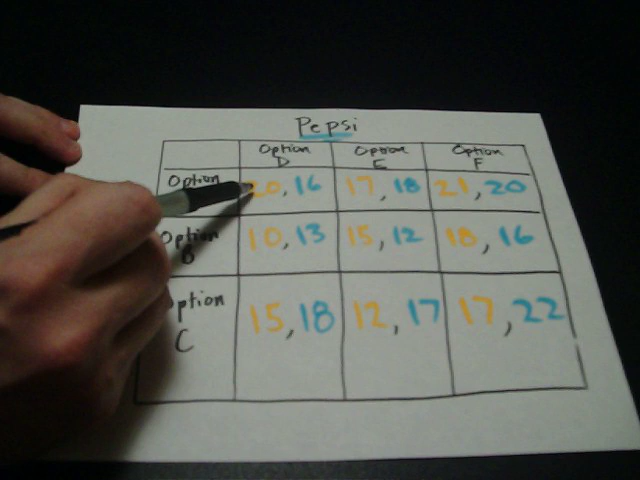 Pepsi
Option D Option E Option F
Option 20, 16 17, 18 21, 20
Option B 10, 13 15, 12 18, 16
Option C 15, 18 12, 17 17, 22